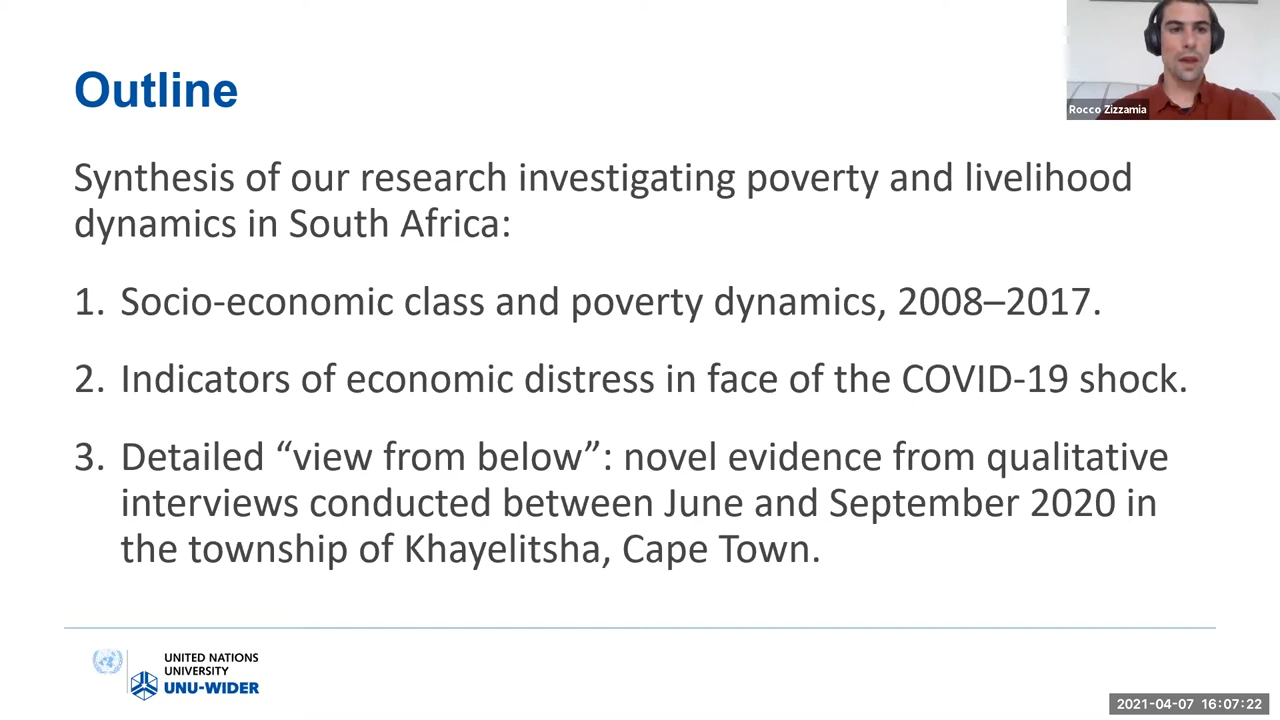 Outline
Rocco Zizzamia
Synthesis of our research investigating poverty and livelihood
dynamics in South Africa:
1. Socio-economic class and poverty dynamics, 2008–2017.
2. Indicators of economic distress in face of the COVID-19 shock.
3. Detailed “view from below”: novel evidence from qualitative
interviews conducted between June and September 2020 in
the township of Khayelitsha, Cape Town.
UNITED NATIONS
UNIVERSITY
UNU-WIDER
2021-04-07 16:07:22